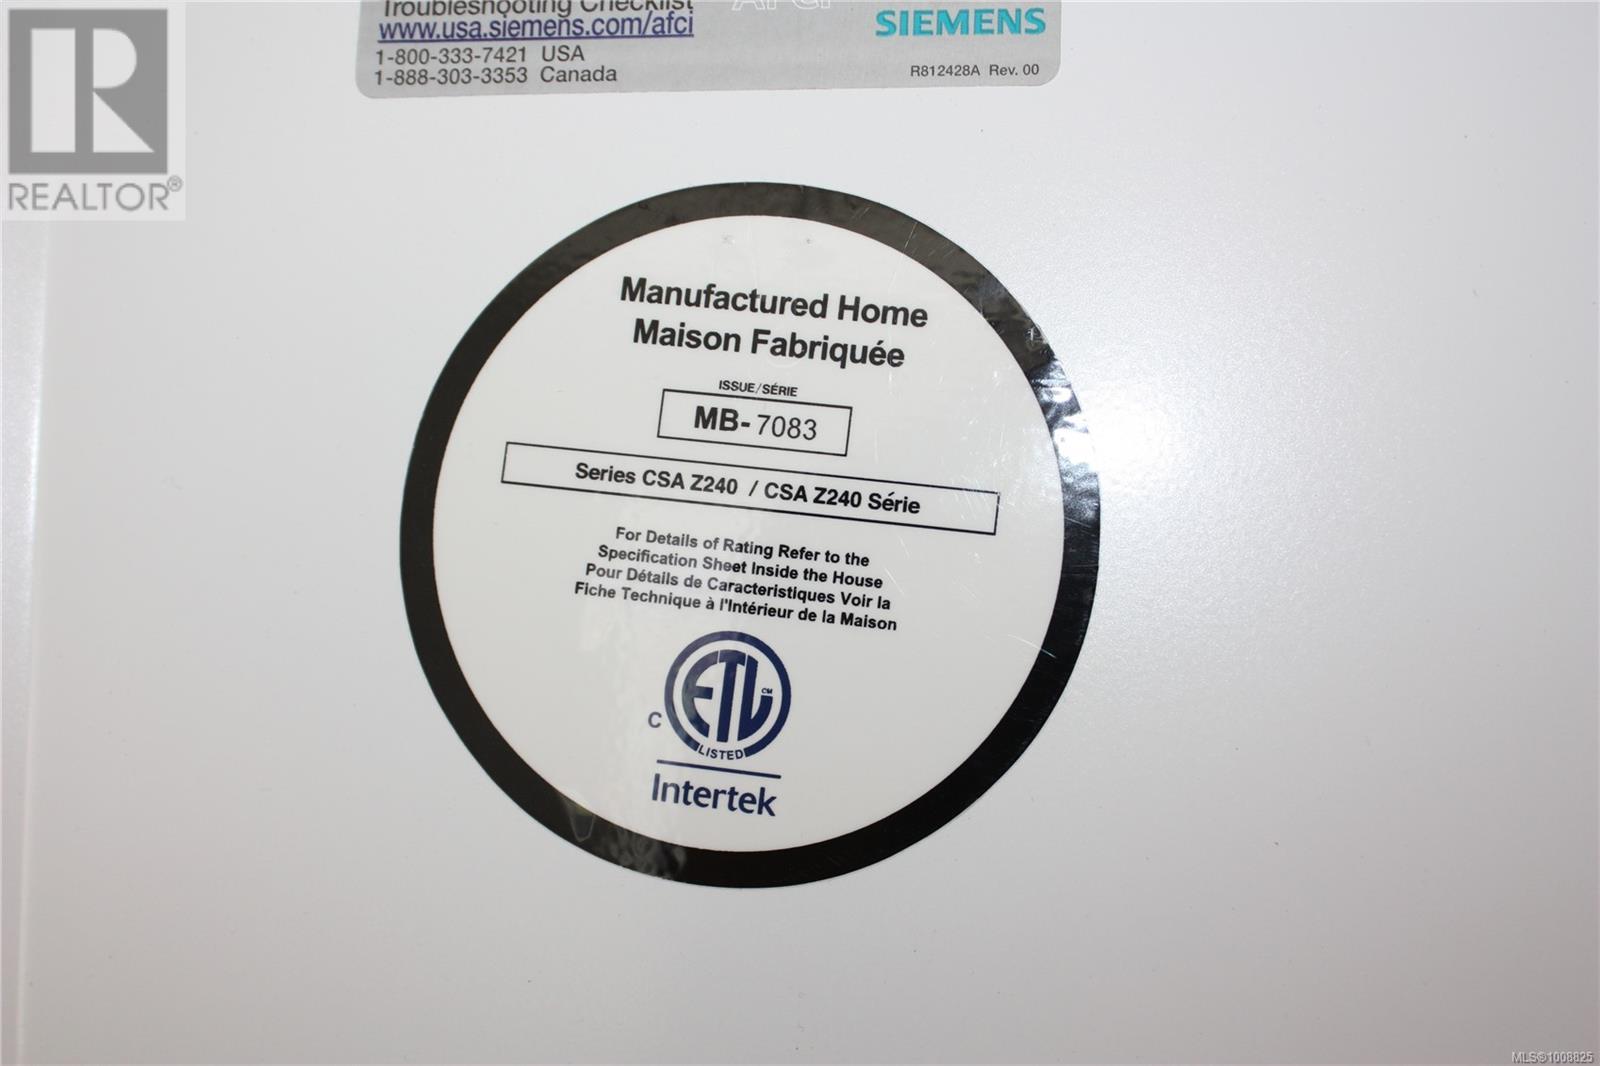 Troubleshooting Checklist
www.usa.siemens.com/afci
1-800-333-7421 USA
1-888-303-3353 Canada
AFCI
SIEMENS
R812428A Rev. 00
R
REALTOR®
Manufactured Home
Maison Fabriquée
ISSUE/SÉRIE
MB-7083
Series CSA Z240 / CSA Z240 Série
For Details of Rating Refer to the
Specification Sheet Inside the House
Pour Détails de Caracteristiques Voir la
Fiche Technique à l'Intérieur de la Maison
C ETL CM
LISTED
Intertek
MLS®1008825